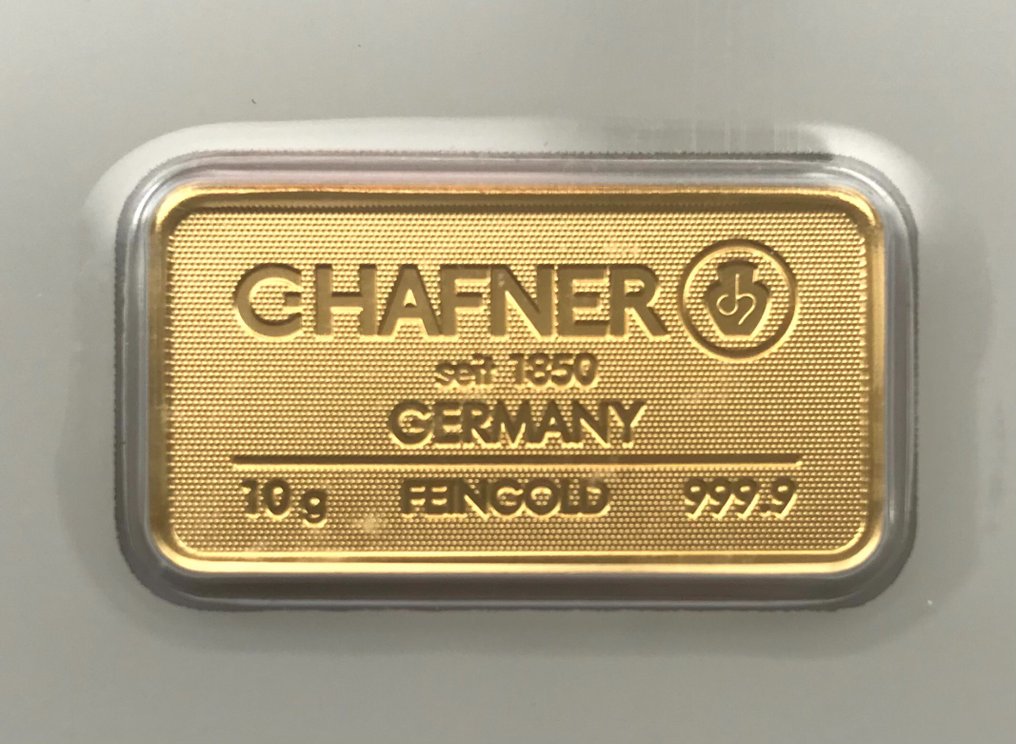 C.HAFNER
seit 1850
GERMANY
10 g FEINGOLD 999.9